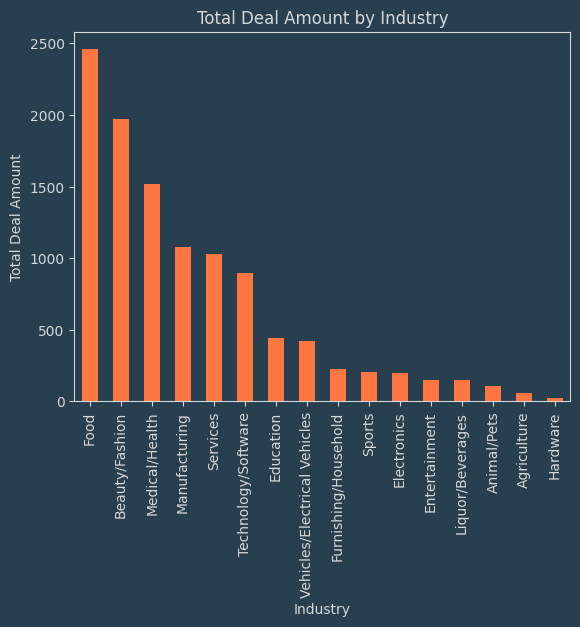 Total Deal Amount by Industry
Total Deal Amount
2500
2000
1500
1000
500
0
Food
Beauty/Fashion
Medical/Health
Manufacturing
Services
Technology/Software
Education
Vehicles/Electrical Vehicles
Furnishing/Household
Sports
Electronics
Entertainment
Liquor/Beverages
Animal/Pets
Agriculture
Hardware
Industry